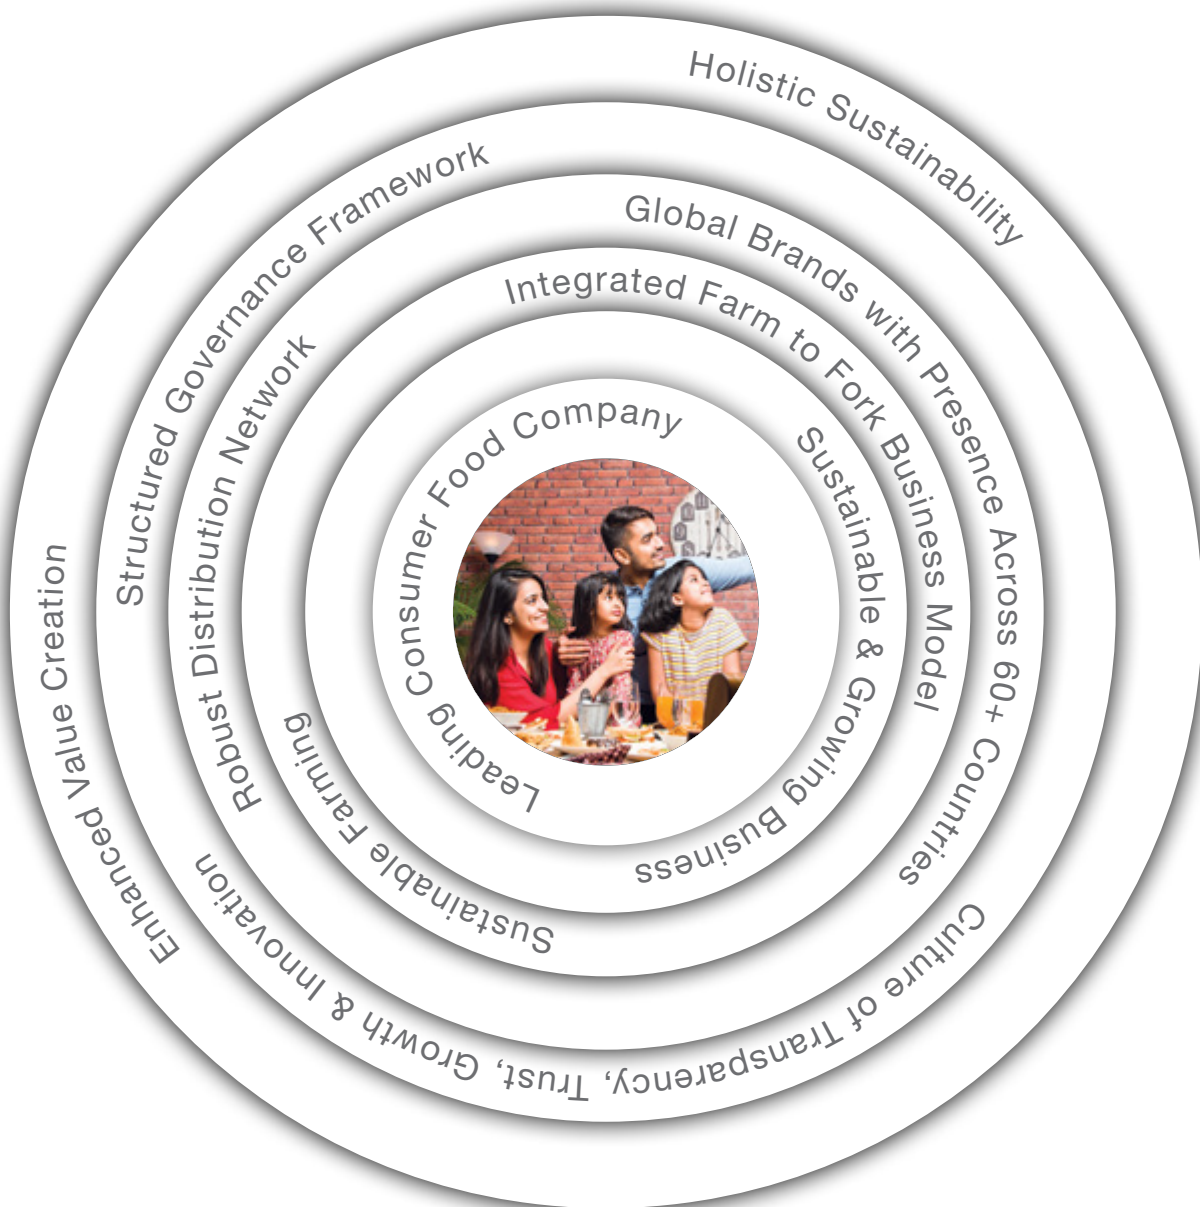 Holistic Sustainability
Enhanced Value Creation
Structured Governance Framework
Culture of Transparency, Trust, Growth & Innovation
Global Brands with Presence Across 60+ Countries
Robust Distribution Network
Integrated Farm to Fork Business Model
Sustainable Farming
Sustainable & Growing Business
Leading Consumer Food Company